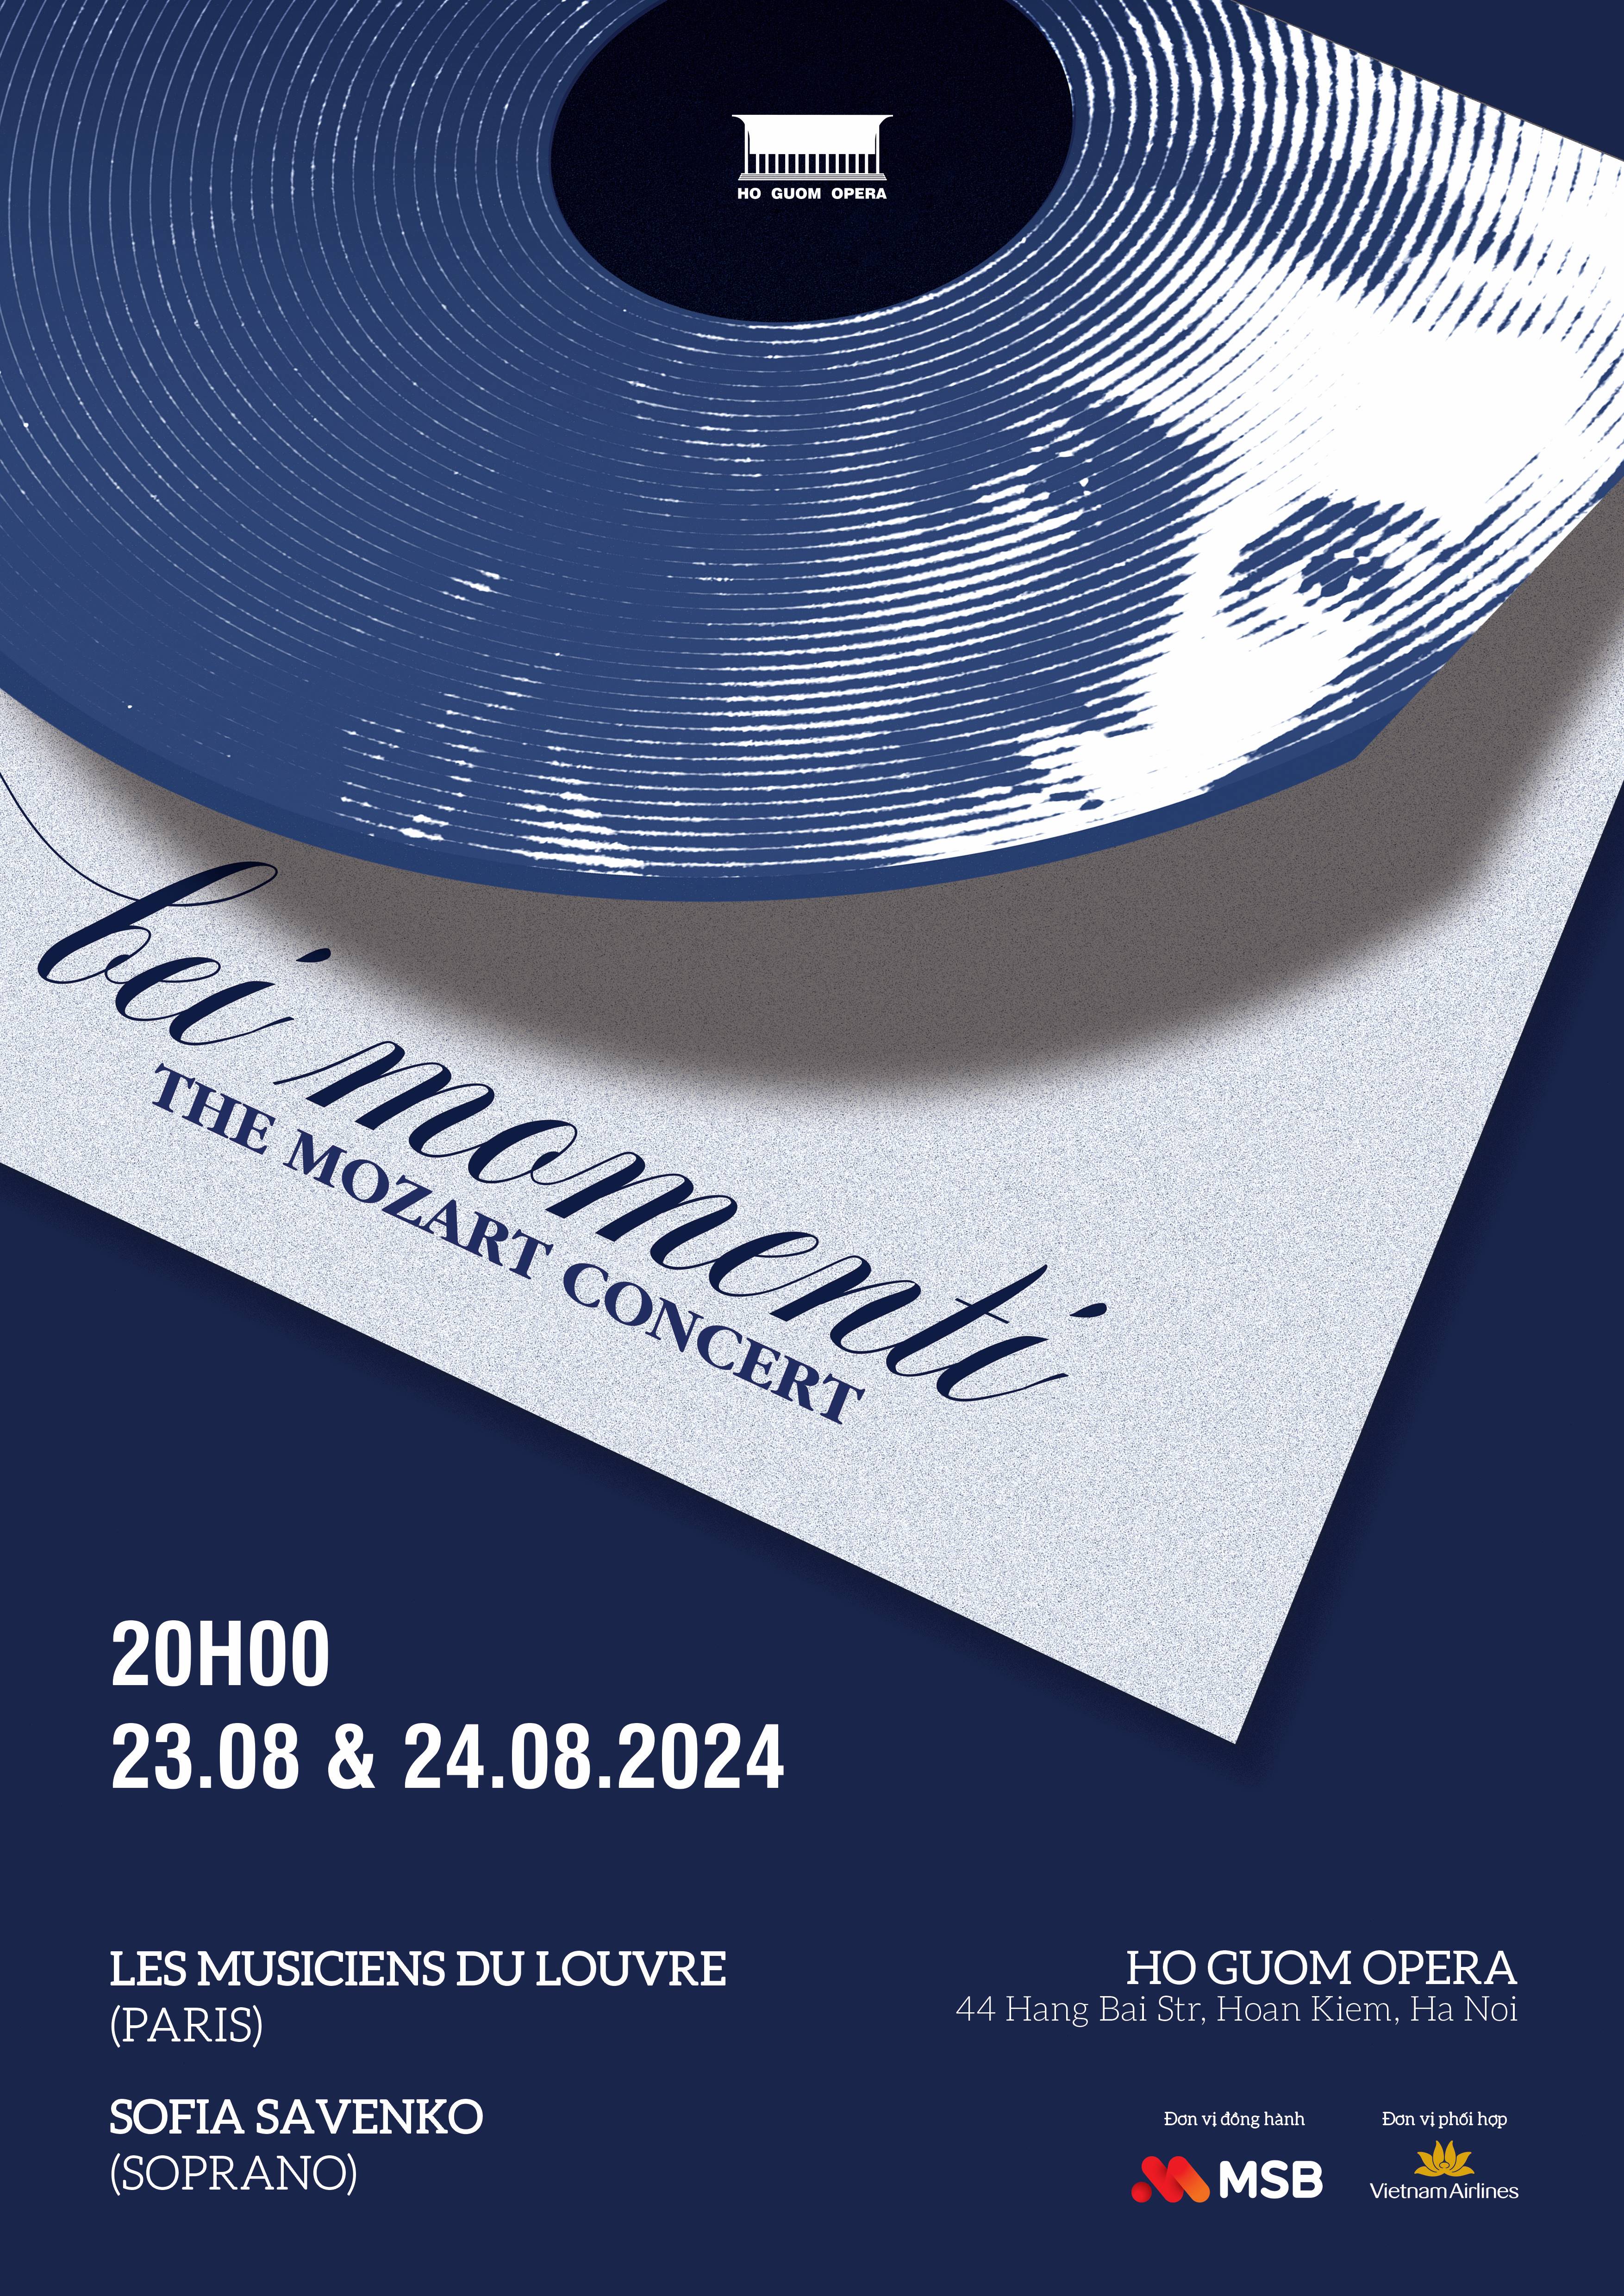 HO GUOM OPERA
bei momenti
THE MOZART CONCERT
20H00
23.08 & 24.08.2024
LES MUSICIENS DU LOUVRE
(PARIS)
SOFIA SAVENKO
(SOPRANO)
HO GUOM OPERA
44 Hang Bai Str, Hoan Kiem, Ha Noi
Đơn vị đồng hành
MSB
Đơn vị phối hợp
Vietnam Airlines